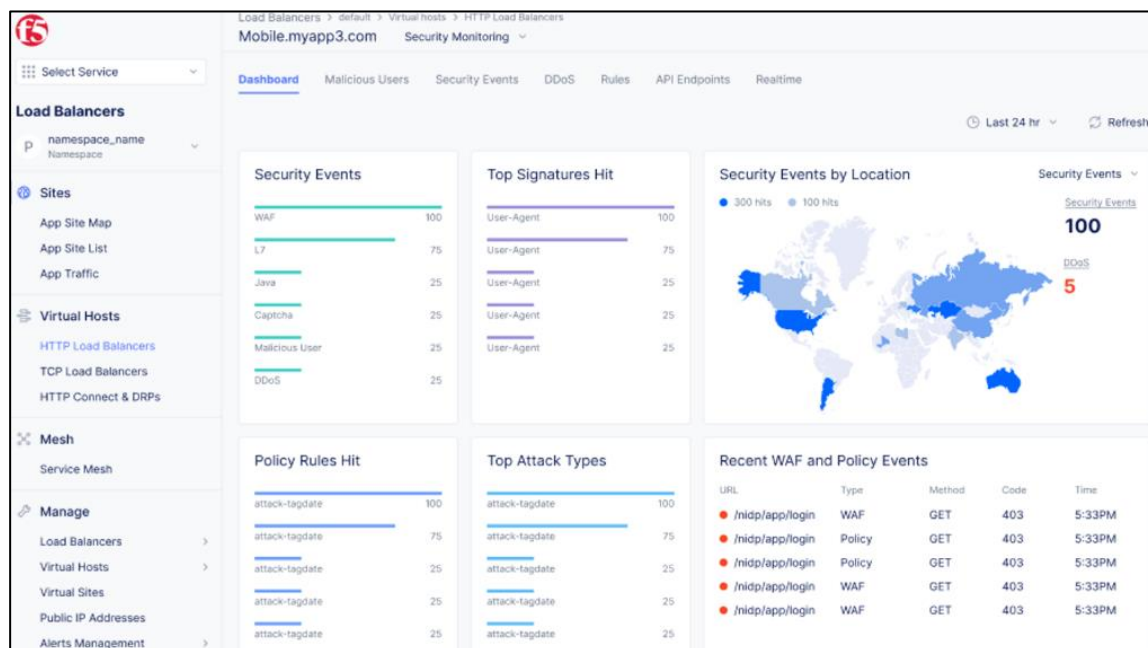 f5
Load Balancers > default > Virtual hosts > HTTP Load Balancers
Mobile.myapp3.com Security Monitoring
Select Service
Dashboard Malicious Users Security Events DDoS Rules API Endpoints Realtime
Load Balancers
P namespace_name
Namespace
Last 24 hr Refresh
Sites
App Site Map
App Site List
App Traffic
Virtual Hosts
HTTP Load Balancers
TCP Load Balancers
HTTP Connect & DRPs
Mesh
Service Mesh
Manage
Load Balancers
Virtual Hosts
Virtual Sites
Public IP Addresses
Alerts Management
Security Events
WAF 100
L7 75
Java 25
Captcha 25
Malicious User 25
DDoS 25
Top Signatures Hit
User-Agent 100
User-Agent 75
User-Agent 25
User-Agent 25
User-Agent 25
Security Events by Location Security Events
300 hits 100 hits
Security Events
100
DDoS
5
Policy Rules Hit
attack-tagdate 100
attack-tagdate 75
attack-tagdate 25
attack-tagdate 25
attack-tagdate 25
Top Attack Types
attack-tagdate 100
attack-tagdate 75
attack-tagdate 25
attack-tagdate 25
attack-tagdate 25
Recent WAF and Policy Events
URL Type Method Code Time
/nidp/app/login WAF GET 403 5:33PM
/nidp/app/login Policy GET 403 5:33PM
/nidp/app/login Policy GET 403 5:33PM
/nidp/app/login WAF GET 403 5:33PM
/nidp/app/login WAF GET 403 5:33PM